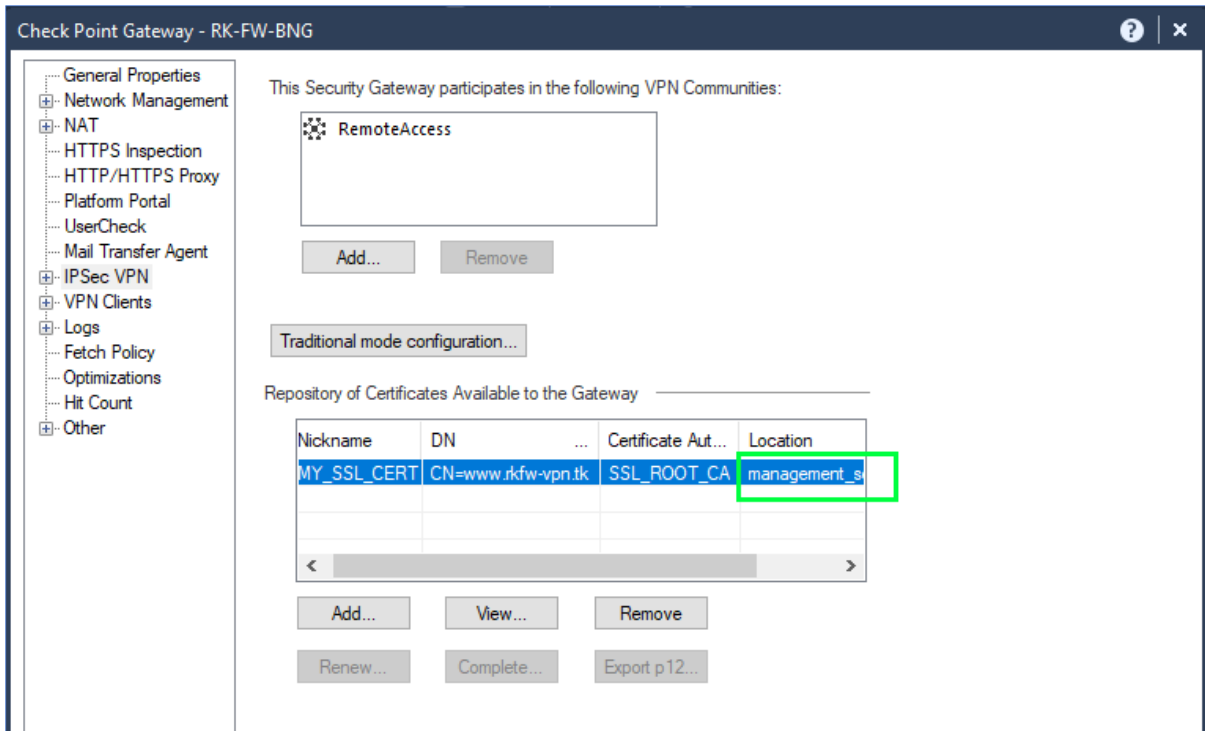 Check Point Gateway - RK-FW-BNG
General Properties
Network Management
NAT
HTTPS Inspection
HTTP/HTTPS Proxy
Platform Portal
UserCheck
Mail Transfer Agent
IPSec VPN
VPN Clients
Logs
Fetch Policy
Optimizations
Hit Count
Other
This Security Gateway participates in the following VPN Communities:
RemoteAccess
Add... Remove
Traditional mode configuration...
Repository of Certificates Available to the Gateway
Nickname DN ... Certificate Aut... Location
MY_SSL_CERT CN=www.rkfw-vpn.tk SSL_ROOT_CA management_se
Add... View... Remove
Renew... Complete... Export p12...